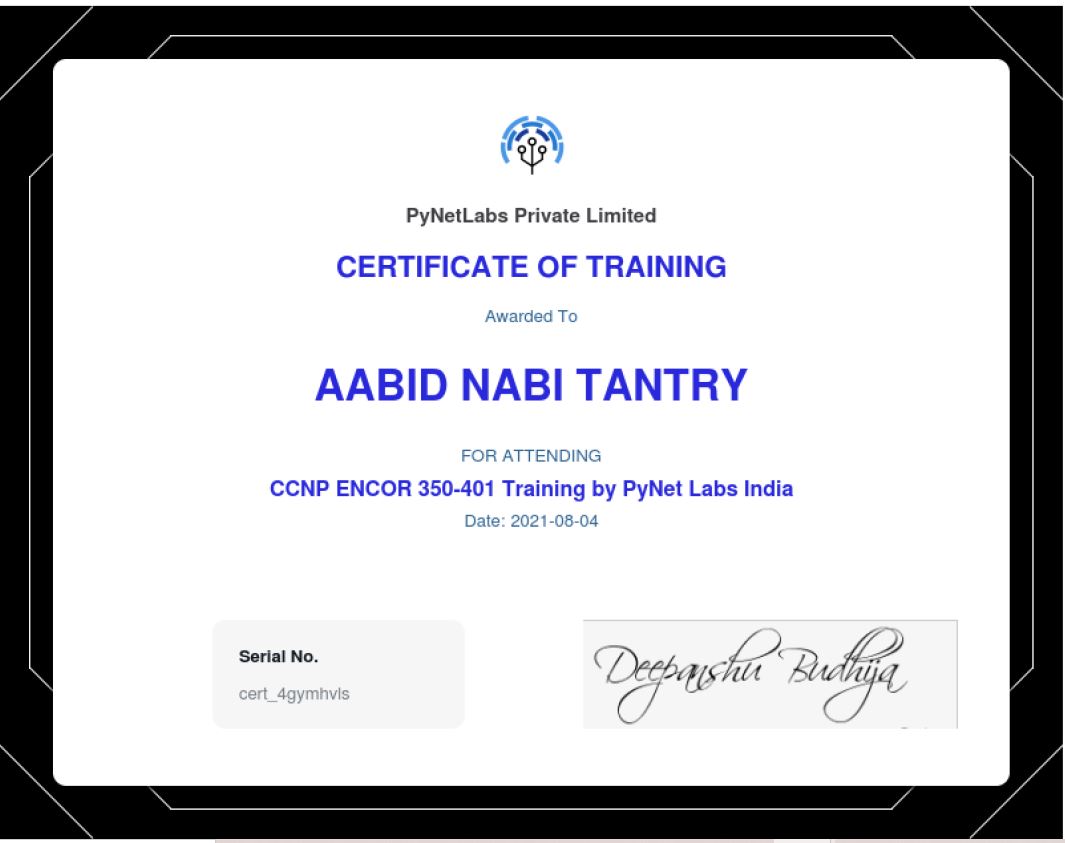 PyNetLabs Private Limited
CERTIFICATE OF TRAINING
Awarded To
AABID NABI TANTRY
FOR ATTENDING
CCNP ENCOR 350-401 Training by PyNet Labs India
Date: 2021-08-04
Serial No.
cert_4gymhvls
Deepanshu Budhija